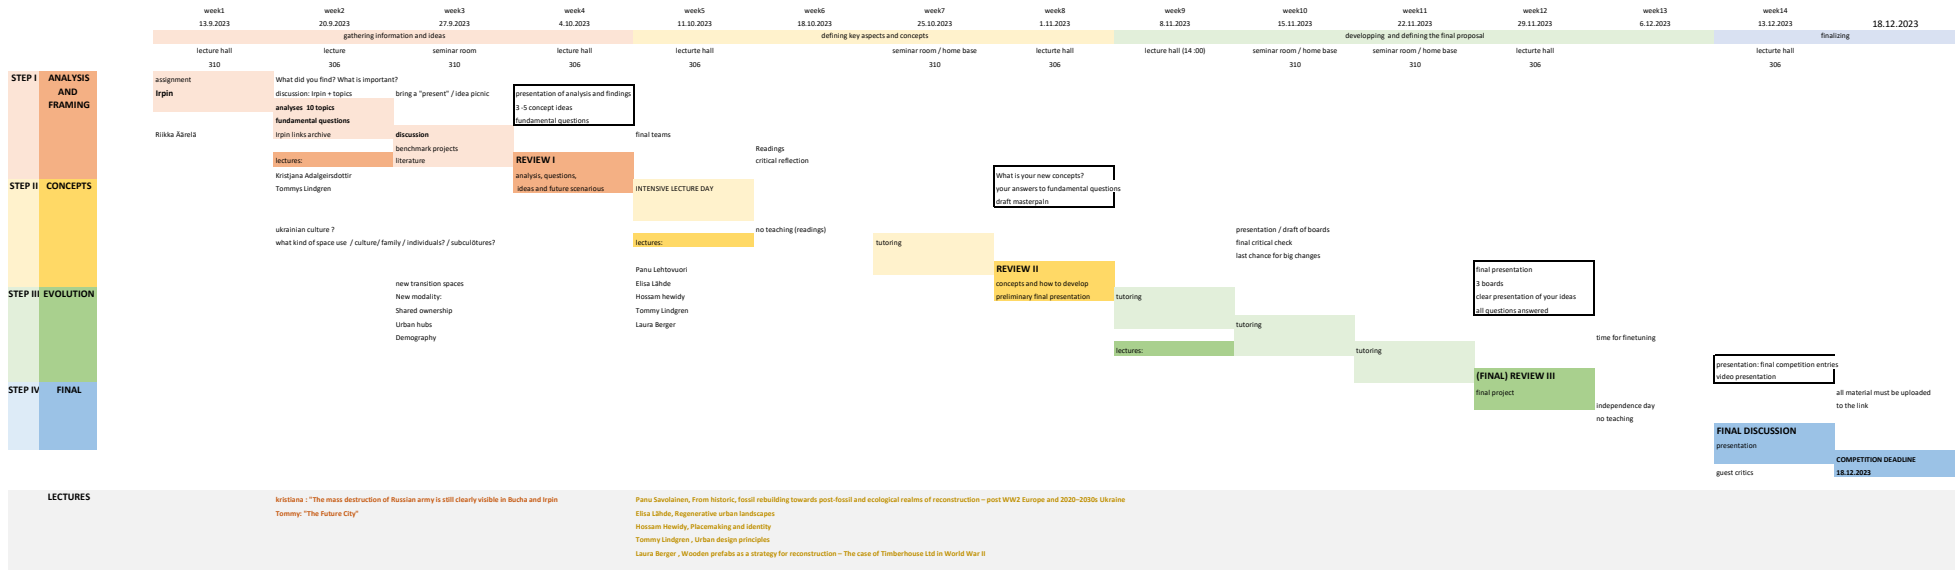 week1 week2 week3 week4 week5 week6 week7 week8 week9 week10 week11 week12 week13 week14
13.9.2023 20.9.2023 27.9.2023 4.10.2023 11.10.2023 18.10.2023 25.10.2023 1.11.2023 8.11.2023 15.11.2023 22.11.2023 29.11.2023 6.12.2023 13.12.2023 18.12.2023
gathering information and ideas defining key aspects and concepts developping and defining the final proposal finalizing
lecture hall lecture seminar room lecture hall lecturte hall seminar room / home base lecturte hall lecture hall (14 :00) seminar room / home base seminar room / home base lecturte hall lecturte hall
310 306 310 306 306 310 306 310 310 306 306
STEP I ANALYSIS AND FRAMING
assignment
Irpin
Riikka Äärelä
What did you find? What is important?
discussion: Irpin + topics
analyses 10 topics
fundamental questions
Irpin links archive
lectures:
Kristjana Adalgeirsdottir
Tommys Lindgren
ukrainian culture ?
what kind of space use / culture/ family / individuals? / subculötures?
bring a "present" / idea picnic
discussion
benchmark projects
literature
new transition spaces
New modality:
Shared ownership
Urban hubs
Demography
presentation of analysis and findings
3 -5 concept ideas
fundamental questions
REVIEW I
analysis, questions,
ideas and future scenarious
STEP II CONCEPTS
final teams
INTENSIVE LECTURE DAY
lectures:
Panu Lehtovuori
Elisa Lähde
Hossam hewidy
Tommy Lindgren
Laura Berger
Readings
critical reflection
no teaching (readings)
tutoring
What is your new concepts?
your answers to fundamental questions
draft masterpaln
REVIEW II
concepts and how to develop
preliminary final presentation
STEP III EVOLUTION
tutoring
lectures:
presentation / draft of boards
final critical check
last chance for big changes
tutoring
tutoring
final presentation
3 boards
clear presentation of your ideas
all questions answered
(FINAL) REVIEW III
final project
time for finetuning
independence day
no teaching
STEP IV FINAL
presentation: final competition entries
video presentation
FINAL DISCUSSION
presentation
guest critics
all material must be uploaded
to the link
COMPETITION DEADLINE
18.12.2023
LECTURES
kristiana : "The mass destruction of Russian army is still clearly visible in Bucha and Irpin
Tommy: "The Future City"
Panu Savolainen, From historic, fossil rebuilding towards post-fossil and ecological realms of reconstruction – post WW2 Europe and 2020–2030s Ukraine
Elisa Lähde, Regenerative urban landscapes
Hossam Hewidy, Placemaking and identity
Tommy Lindgren , Urban design principles
Laura Berger , Wooden prefabs as a strategy for reconstruction – The case of Timberhouse Ltd in World War II